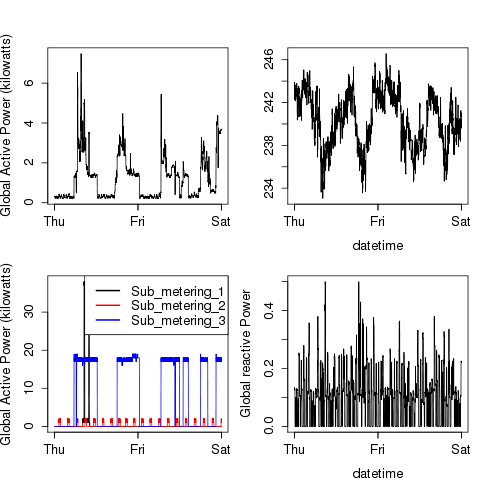 Global Active Power (kilowatts)
0 2 4 6
Thu Fri Sat
234 238 242 246
Thu Fri Sat
datetime
Global Active Power (kilowatts)
0 10 20 30
Sub_metering_1
Sub_metering_2
Sub_metering_3
Thu Fri Sat
Global reactive Power
0.0 0.2 0.4
Thu Fri Sat
datetime